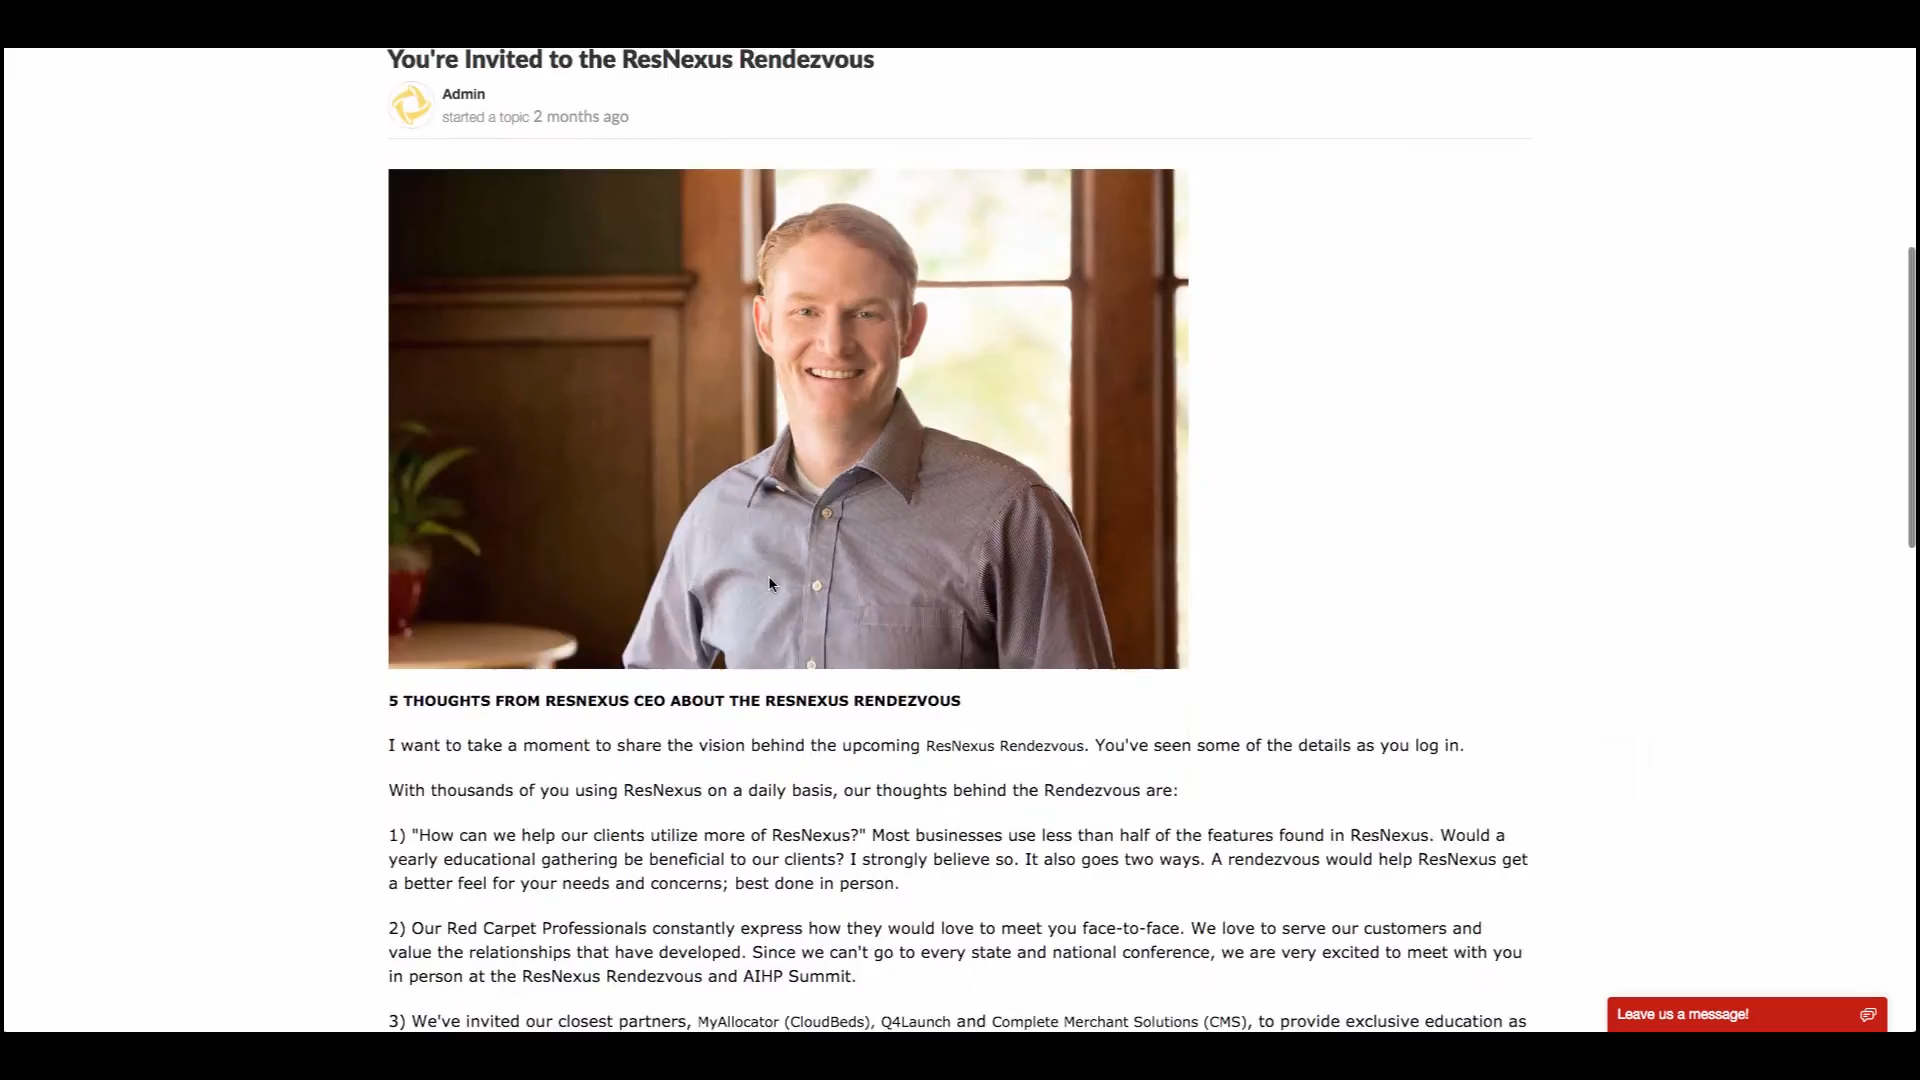 You're Invited to the ResNexus Rendezvous
Admin
started a topic 2 months ago
5 THOUGHTS FROM RESNEXUS CEO ABOUT THE RESNEXUS RENDEZVOUS
I want to take a moment to share the vision behind the upcoming ResNexus Rendezvous. You've seen some of the details as you log in.
With thousands of you using ResNexus on a daily basis, our thoughts behind the Rendezvous are:
1) "How can we help our clients utilize more of ResNexus?" Most businesses use less than half of the features found in ResNexus. Would a
yearly educational gathering be beneficial to our clients? I strongly believe so. It also goes two ways. A rendezvous would help ResNexus get
a better feel for your needs and concerns; best done in person.
2) Our Red Carpet Professionals constantly express how they would love to meet you face-to-face. We love to serve our customers and
value the relationships that have developed. Since we can't go to every state and national conference, we are very excited to meet with you
in person at the ResNexus Rendezvous and AIHP Summit.
3) We've invited our closest partners, MyAllocator (CloudBeds), Q4Launch and Complete Merchant Solutions (CMS), to provide exclusive education as
Leave us a message!